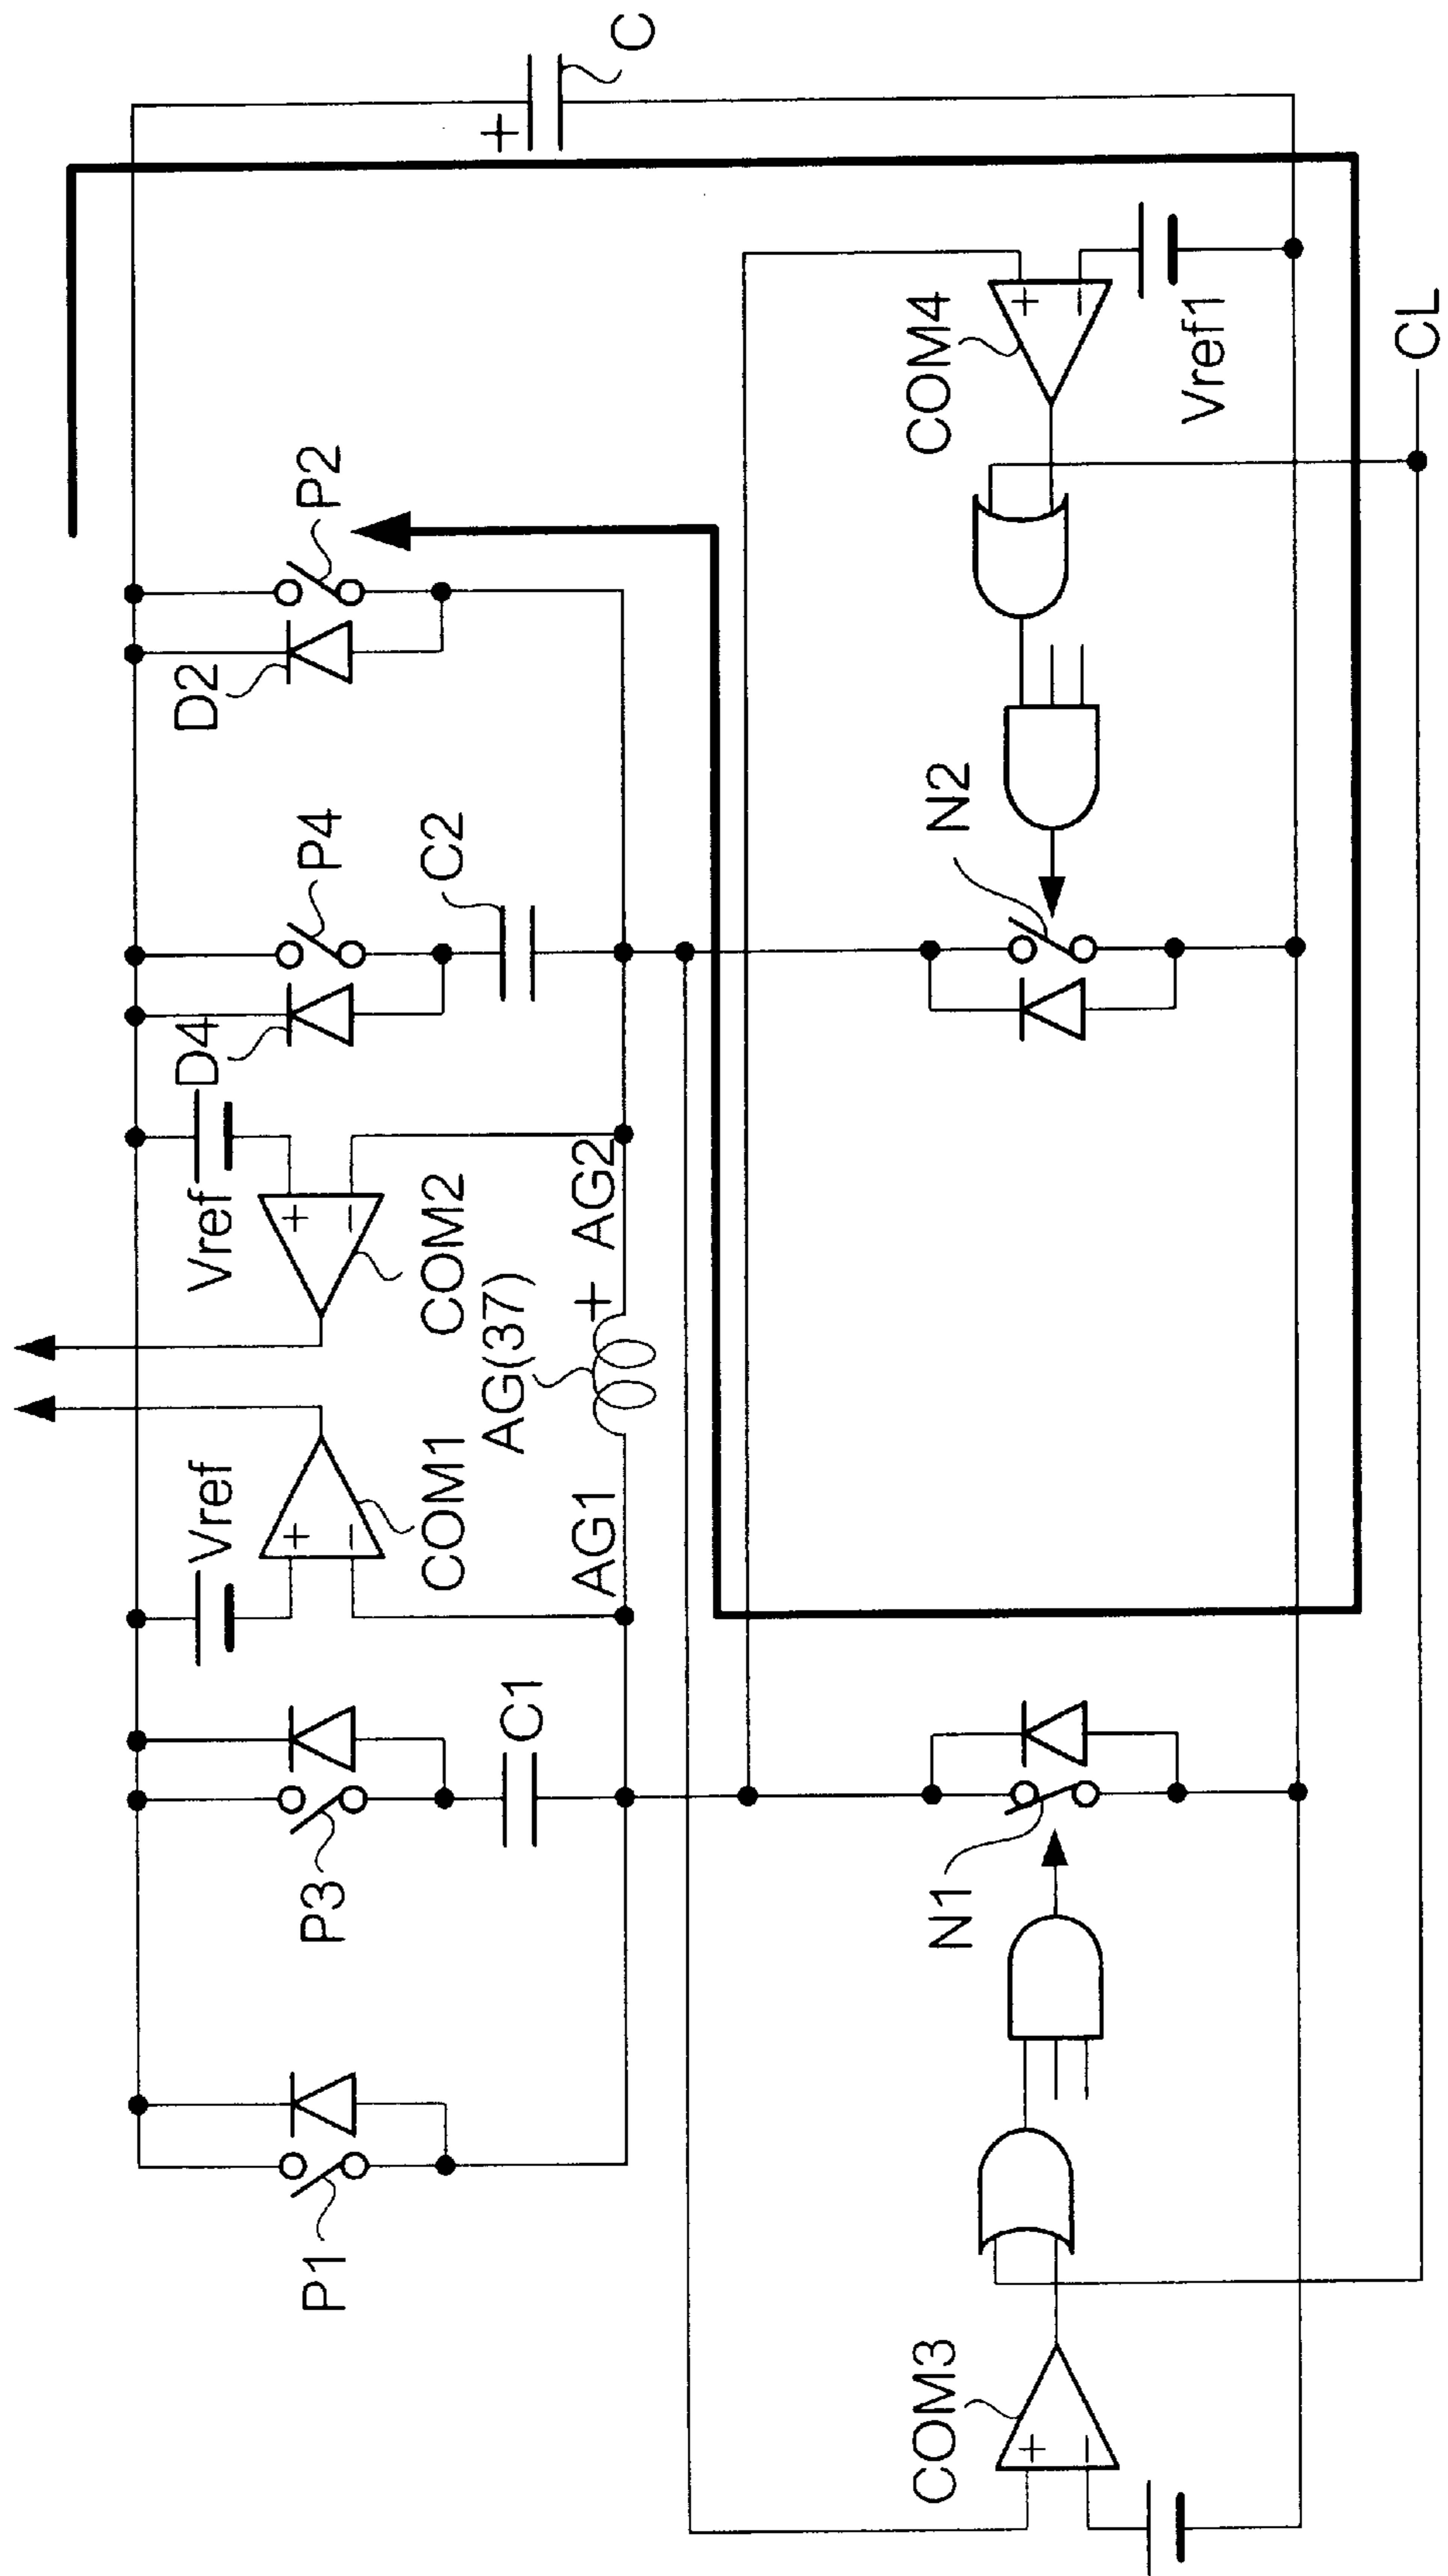 C
+
P2
D2
P4
C2
D4
Vref
+
−
COM2
AG2
+
AG(37)
COM1
Vref
+
−
AG1
C1
P3
P1
COM4
+
−
Vref1
CL
N2
N1
COM3
+
−